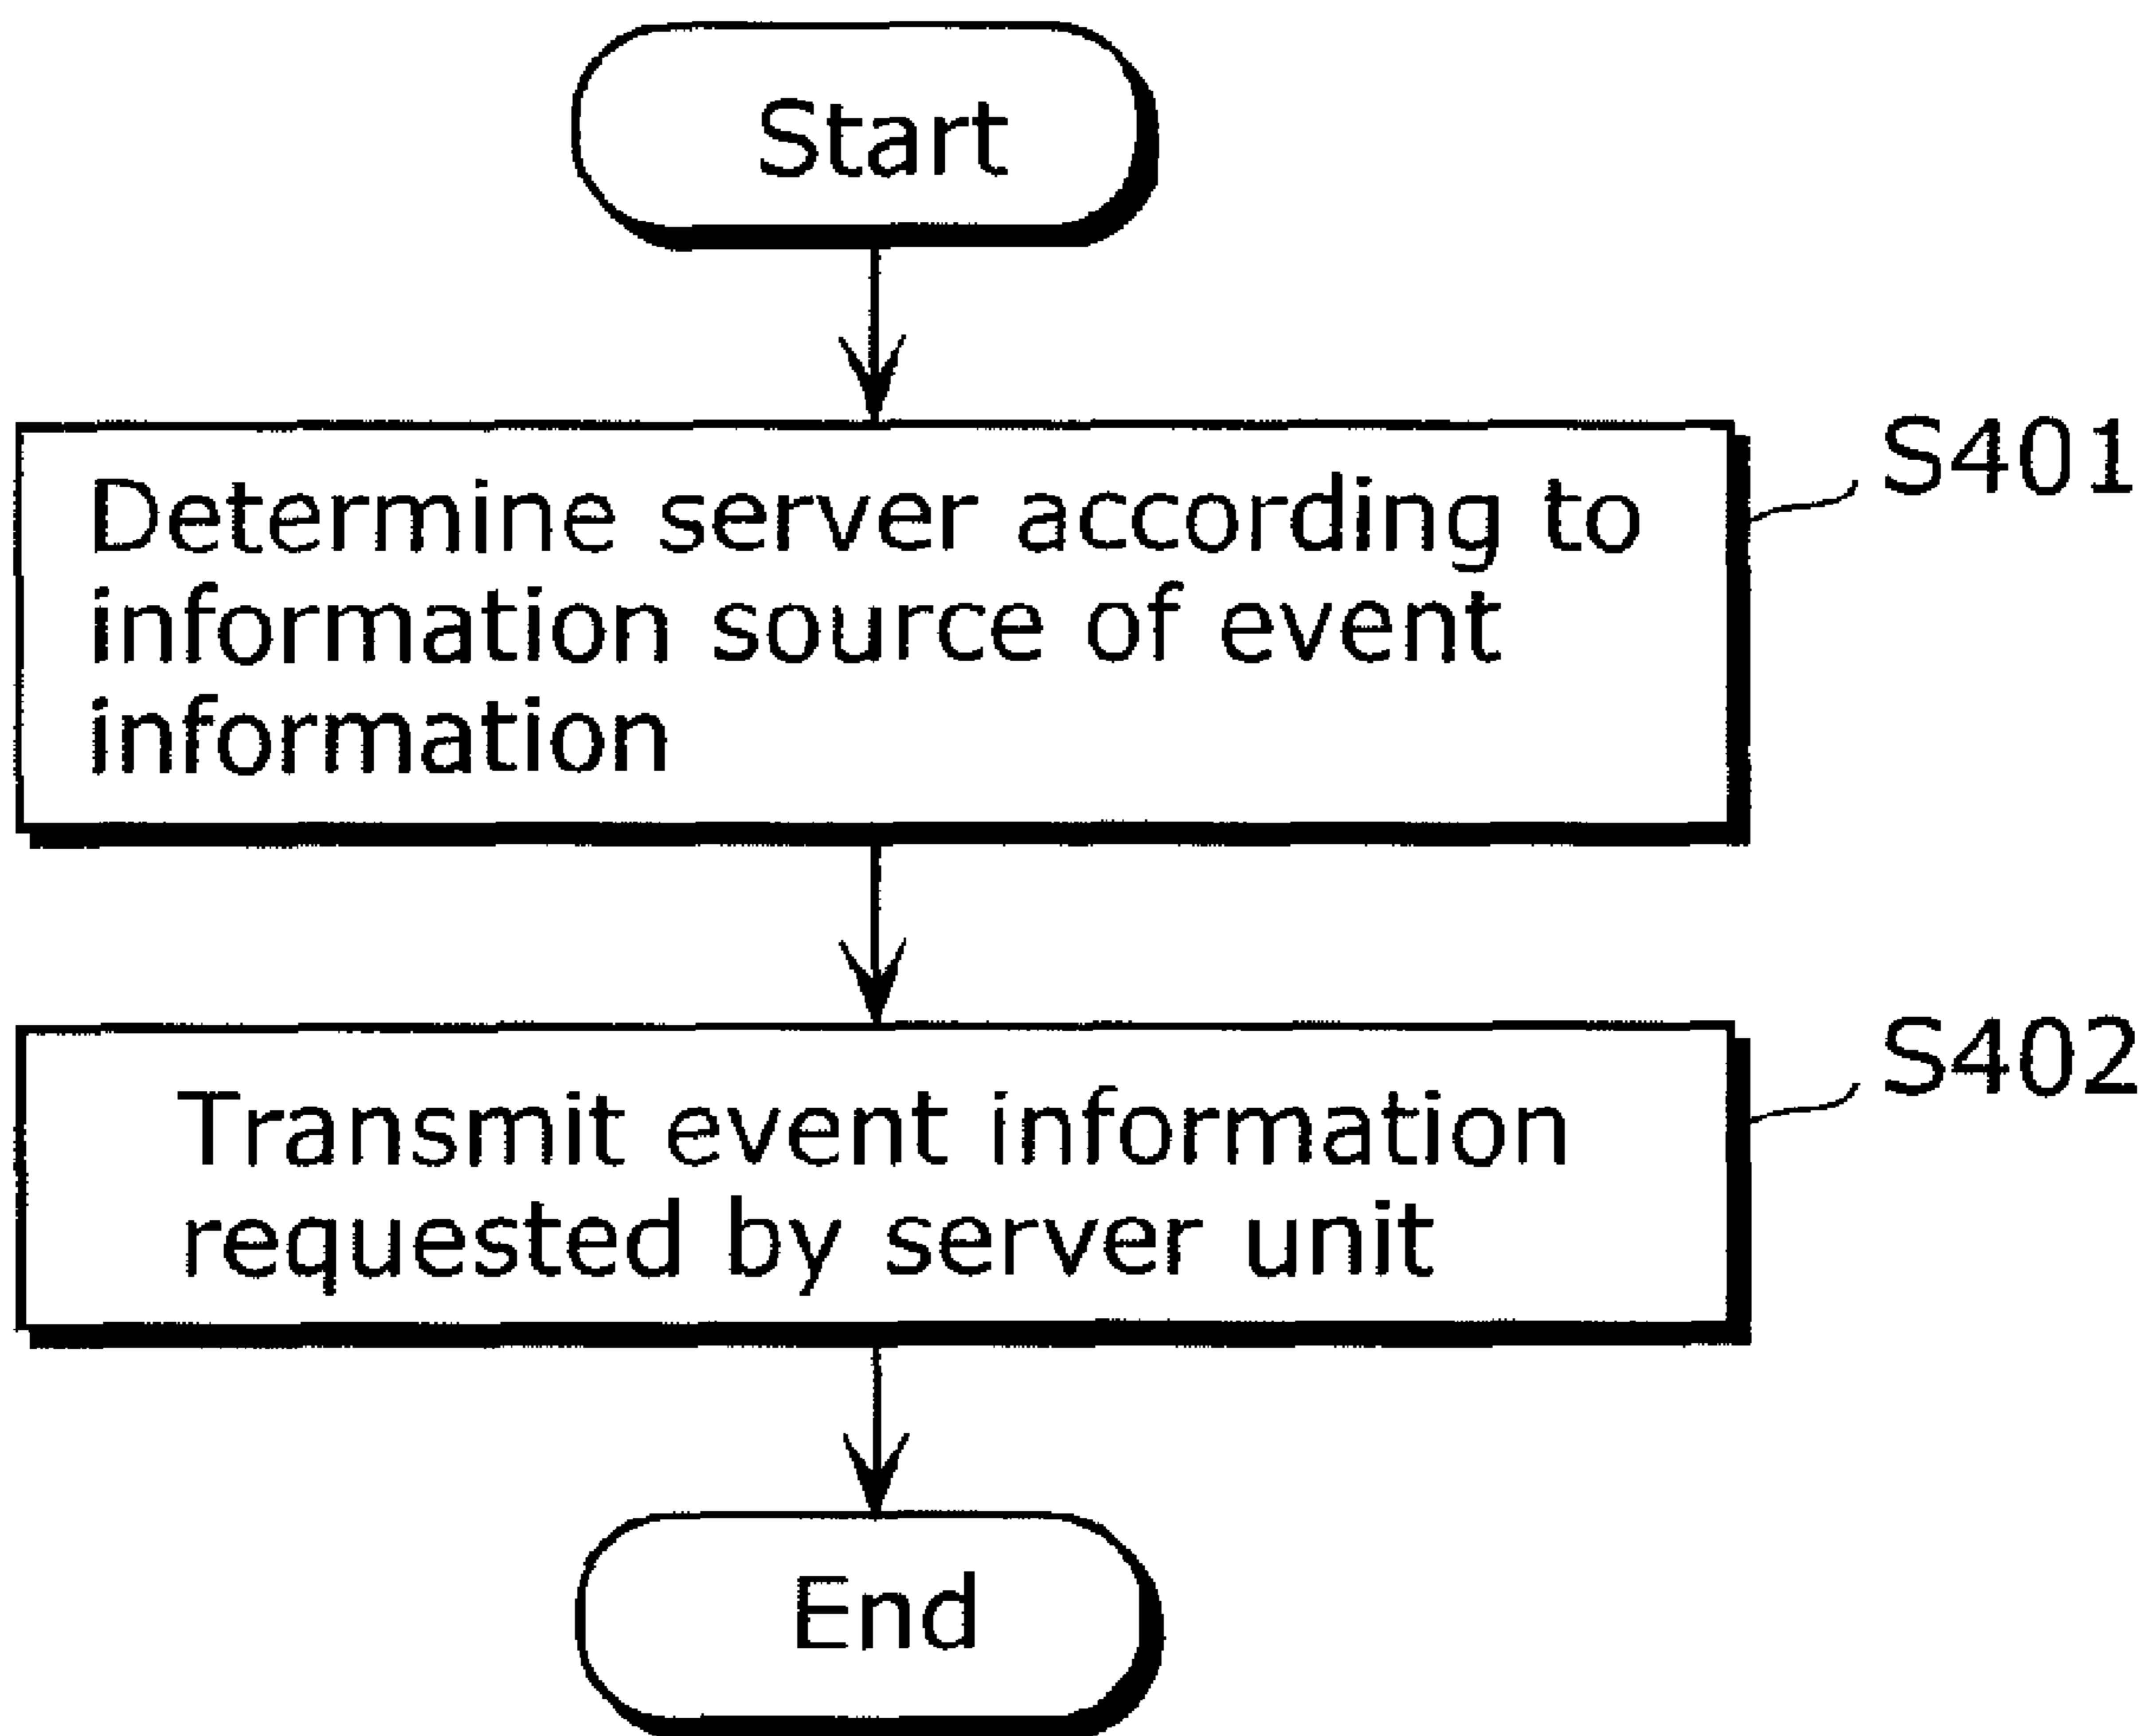 Start
S401
Determine server according to
information source of event
information
S402
Transmit event information
requested by server unit
End